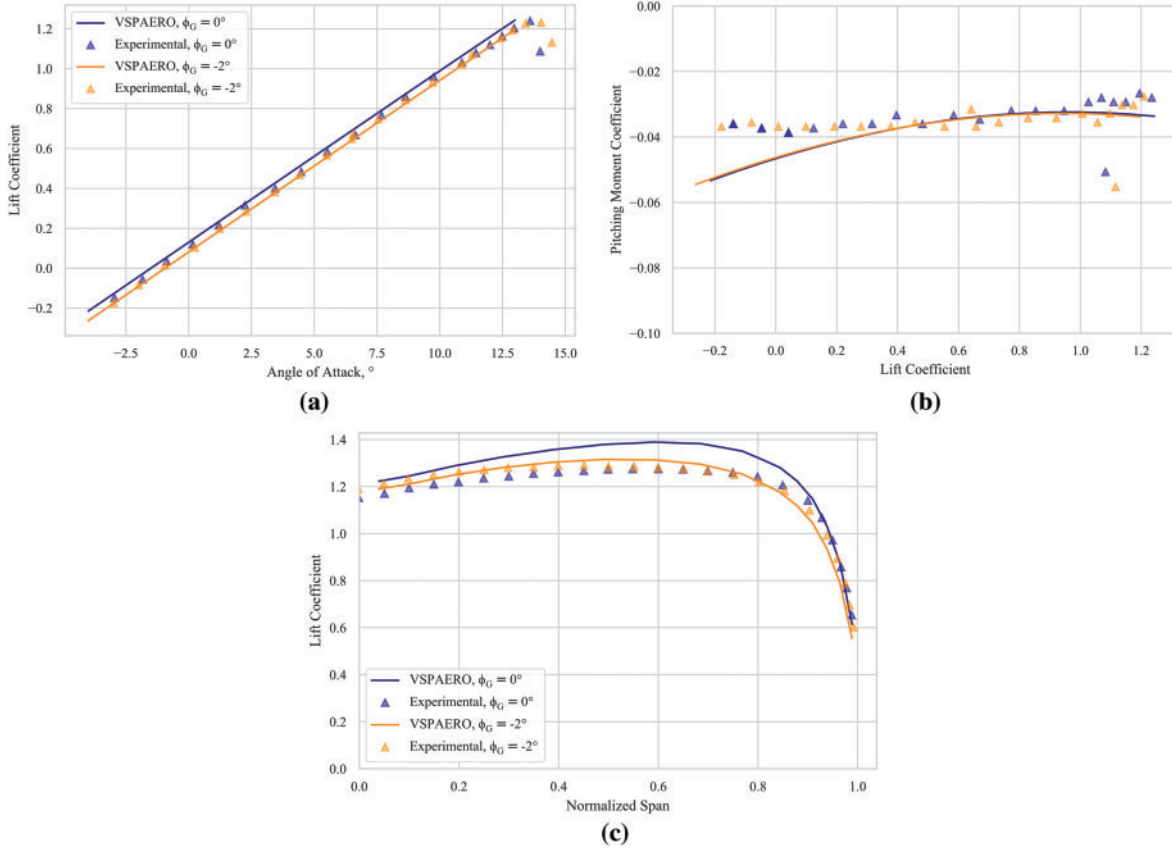 1.2
1.0
0.8
0.6
0.4
0.2
0.0
−0.2
Lift Coefficient
VSPAERO, ϕG = 0°
Experimental, ϕG = 0°
VSPAERO, ϕG = -2°
Experimental, ϕG = -2°
−2.5 0.0 2.5 5.0 7.5 10.0 12.5 15.0
Angle of Attack, °
(a)
0.00
−0.02
−0.04
−0.06
−0.08
−0.10
Pitching Moment Coefficient
−0.2 0.0 0.2 0.4 0.6 0.8 1.0 1.2
Lift Coefficient
(b)
1.4
1.2
1.0
0.8
0.6
0.4
0.2
0.0
Lift Coefficient
VSPAERO, ϕG = 0°
Experimental, ϕG = 0°
VSPAERO, ϕG = -2°
Experimental, ϕG = -2°
0.0 0.2 0.4 0.6 0.8 1.0
Normalized Span
(c)